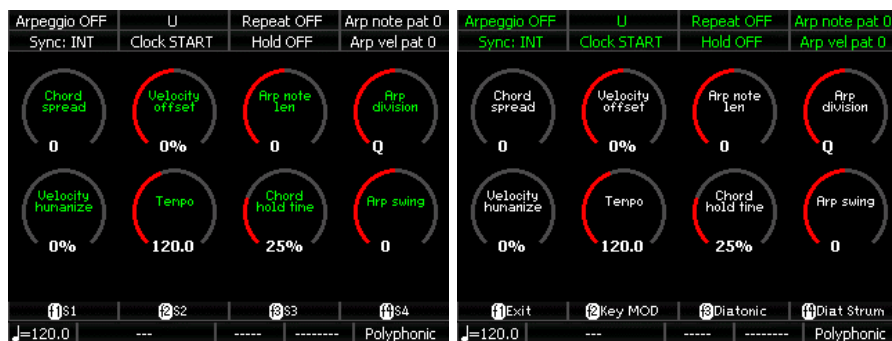 Arpeggio OFF U Repeat OFF Arp note pat 0
Sync: INT Clock START Hold OFF Arp vel pat 0
Chord spread Velocity offset Arp note len Arp division
0 0% 0 Q
Velocity humanize Tempo Chord hold time Arp swing
0% 120.0 25% 0
f1 S1 f2 S2 f3 S3 f4 S4
♩=120.0 --- ----- -------- Polyphonic
Arpeggio OFF U Repeat OFF Arp note pat 0
Sync: INT Clock START Hold OFF Arp vel pat 0
Chord spread Velocity offset Arp note len Arp division
0 0% 0 Q
Velocity humanize Tempo Chord hold time Arp swing
0% 120.0 25% 0
f1 Exit f2 Key MOD f3 Diatonic f4 Diat Strum
♩=120.0 --- ----- -------- Polyphonic